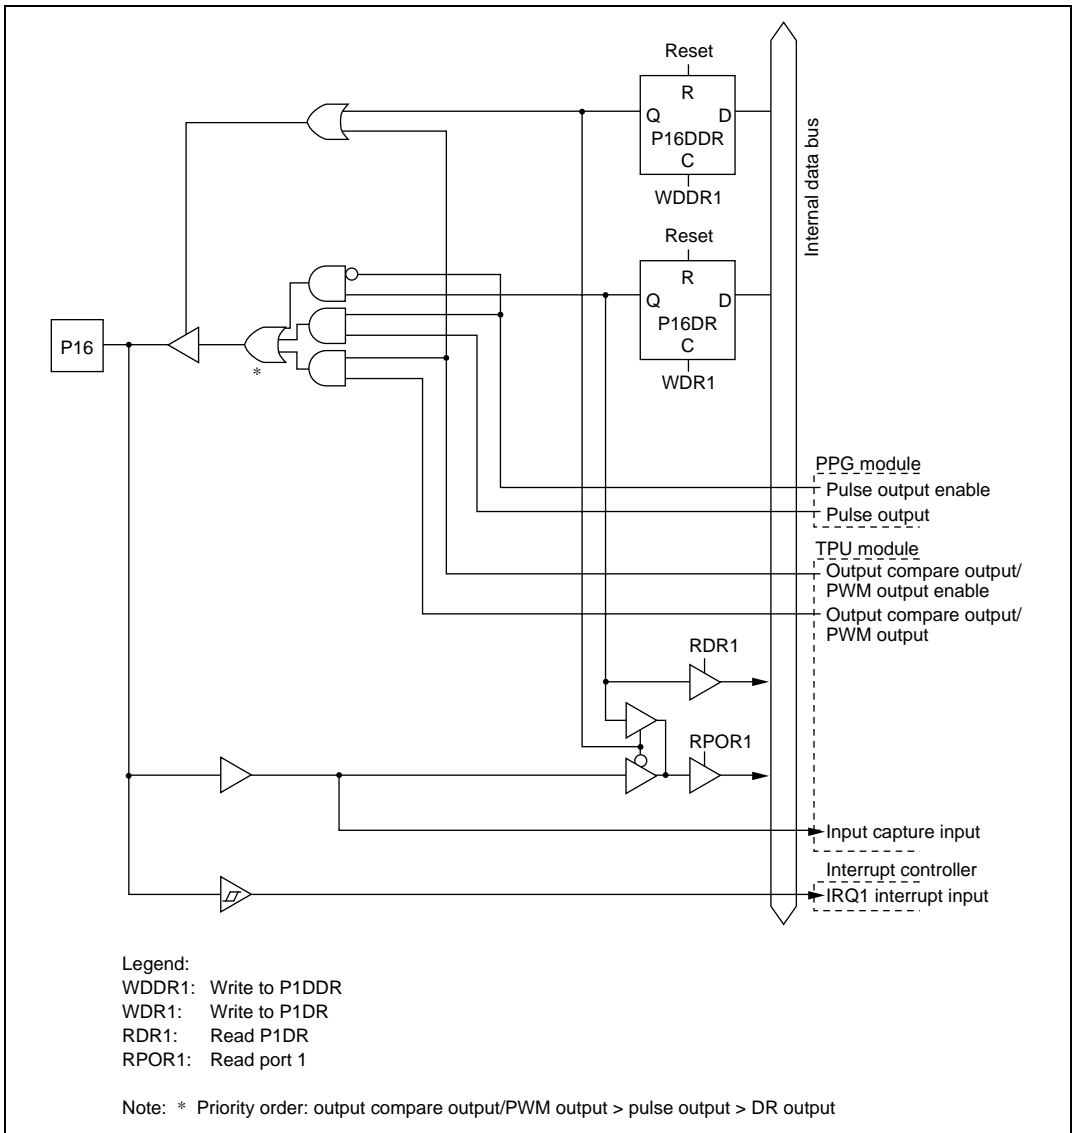 Reset
R
Q D
P16DDR
C
WDDR1
Internal data bus
Reset
R
Q D
P16DR
C
WDR1
P16
*
PPG module
Pulse output enable
Pulse output
TPU module
Output compare output/
PWM output enable
Output compare output/
PWM output
RDR1
RPOR1
Input capture input
Interrupt controller
IRQ1 interrupt input
Legend:
WDDR1: Write to P1DDR
WDR1: Write to P1DR
RDR1: Read P1DR
RPOR1: Read port 1
Note: * Priority order: output compare output/PWM output > pulse output > DR output